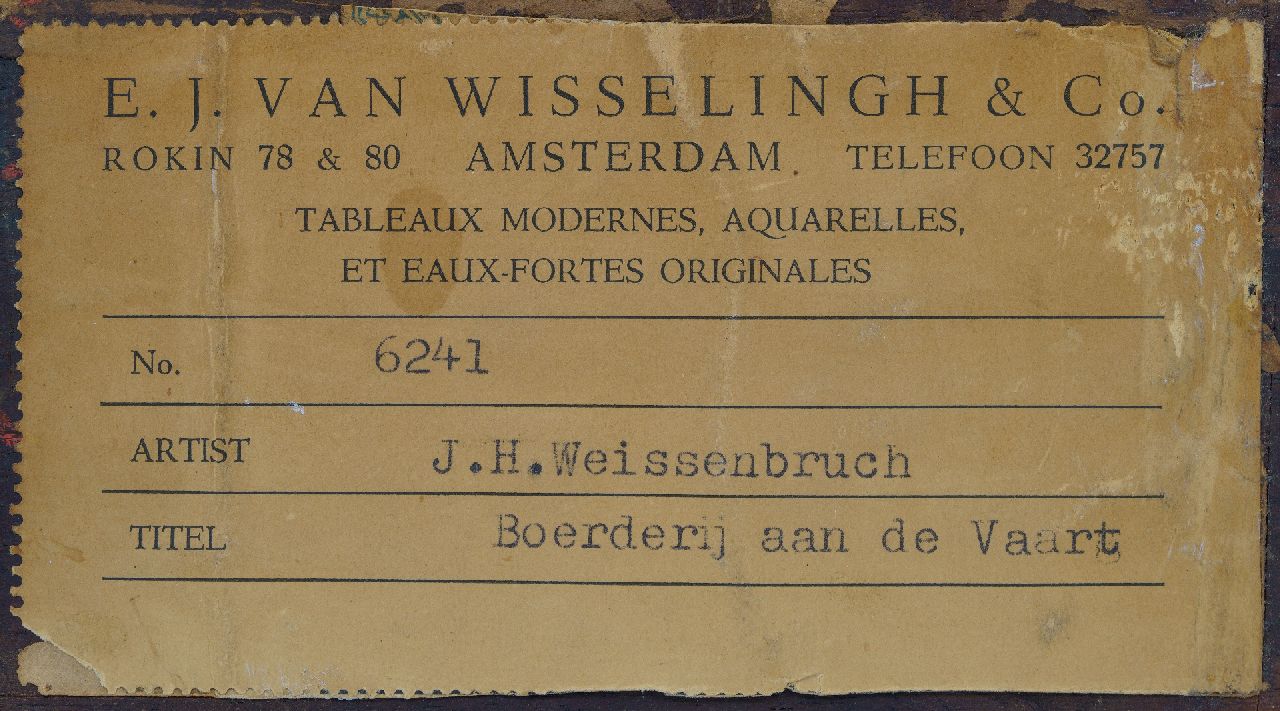 E. J. VAN WISSELINGH & Co.
ROKIN 78 & 80 AMSTERDAM. TELEFOON 32757
TABLEAUX MODERNES, AQUARELLES,
ET EAUX-FORTES ORIGINALES
No. 6241
ARTIST J.H.Weissenbruch
TITEL Boerderij aan de Vaart